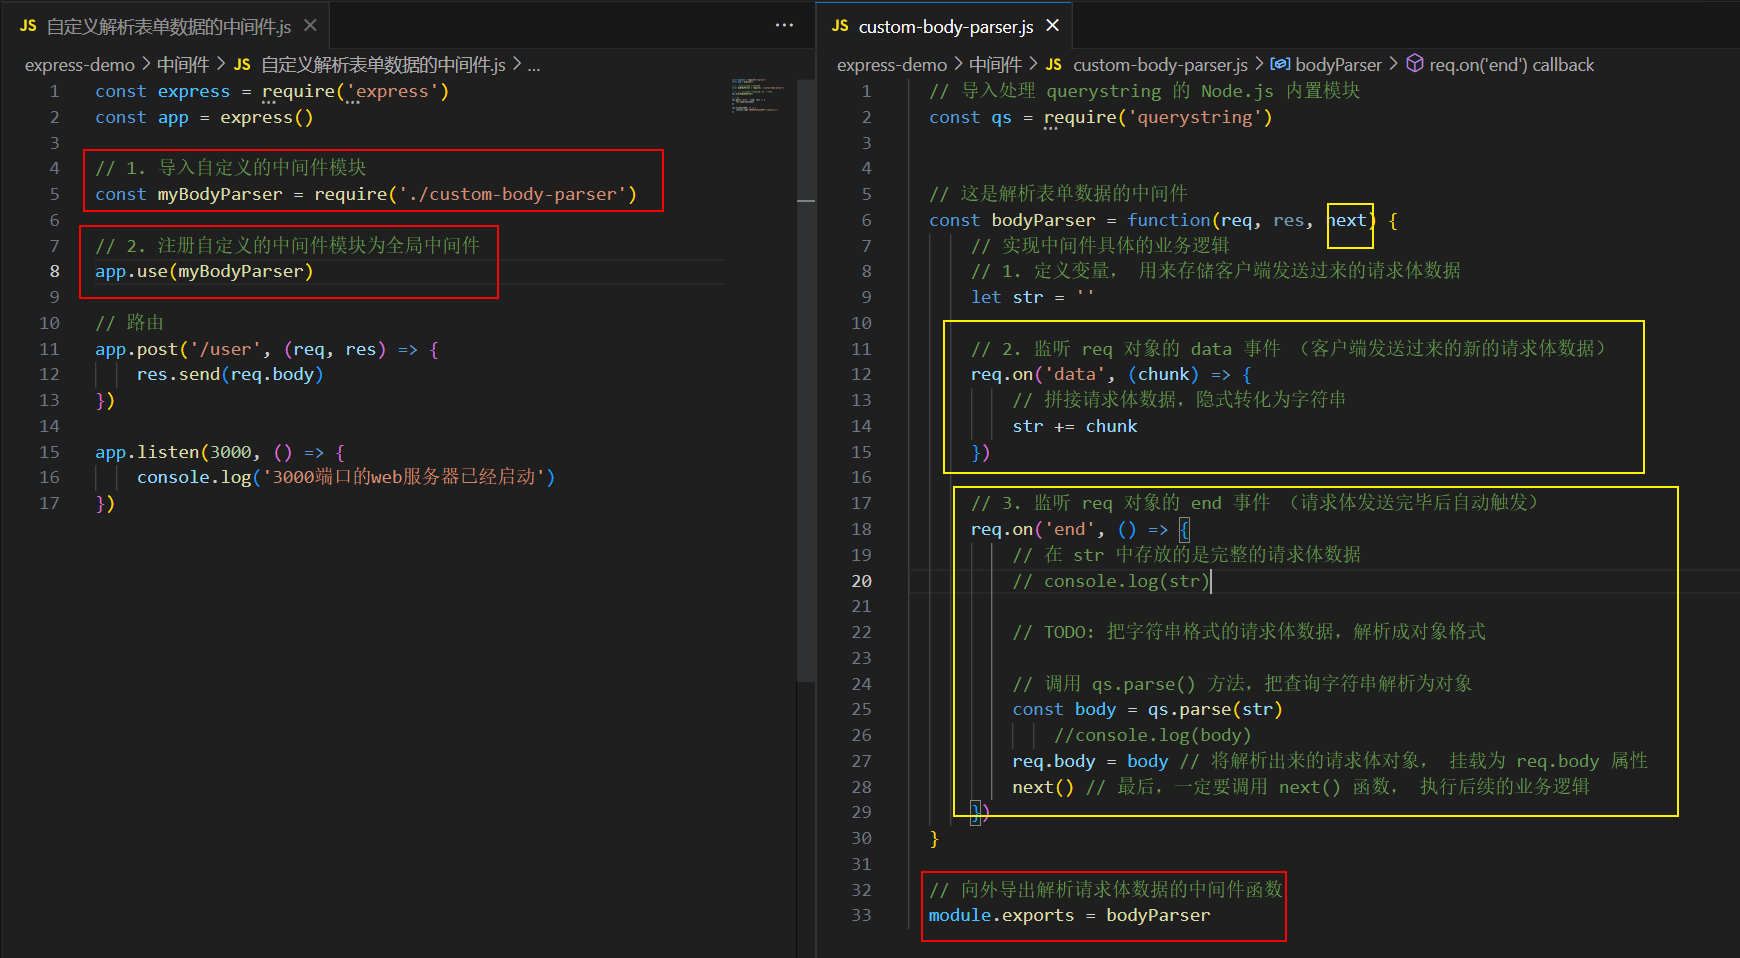 JS 自定义解析表单数据的中间件.js ×
express-demo > 中间件 > JS 自定义解析表单数据的中间件.js > ...
1 const express = require('express')
2 const app = express()
3
4 // 1. 导入自定义的中间件模块
5 const myBodyParser = require('./custom-body-parser')
6
7 // 2. 注册自定义的中间件模块为全局中间件
8 app.use(myBodyParser)
9
10 // 路由
11 app.post('/user', (req, res) => {
12 res.send(req.body)
13 })
14
15 app.listen(3000, () => {
16 console.log('3000端口的web服务器已经启动')
17 })
JS custom-body-parser.js ×
express-demo > 中间件 > JS custom-body-parser.js > bodyParser > req.on('end') callback
1 // 导入处理 querystring 的 Node.js 内置模块
2 const qs = require('querystring')
3
4
5 // 这是解析表单数据的中间件
6 const bodyParser = function(req, res, next) {
7 // 实现中间件具体的业务逻辑
8 // 1. 定义变量， 用来存储客户端发送过来的请求体数据
9 let str = ''
10
11 // 2. 监听 req 对象的 data 事件 （客户端发送过来的新的请求体数据）
12 req.on('data', (chunk) => {
13 // 拼接请求体数据，隐式转化为字符串
14 str += chunk
15 })
16
17 // 3. 监听 req 对象的 end 事件 （请求体发送完毕后自动触发）
18 req.on('end', () => {
19 // 在 str 中存放的是完整的请求体数据
20 // console.log(str)
21
22 // TODO: 把字符串格式的请求体数据，解析成对象格式
23
24 // 调用 qs.parse() 方法，把查询字符串解析为对象
25 const body = qs.parse(str)
26 //console.log(body)
27 req.body = body // 将解析出来的请求体对象， 挂载为 req.body 属性
28 next() // 最后，一定要调用 next() 函数， 执行后续的业务逻辑
29 })
30 }
31
32 // 向外导出解析请求体数据的中间件函数
33 module.exports = bodyParser